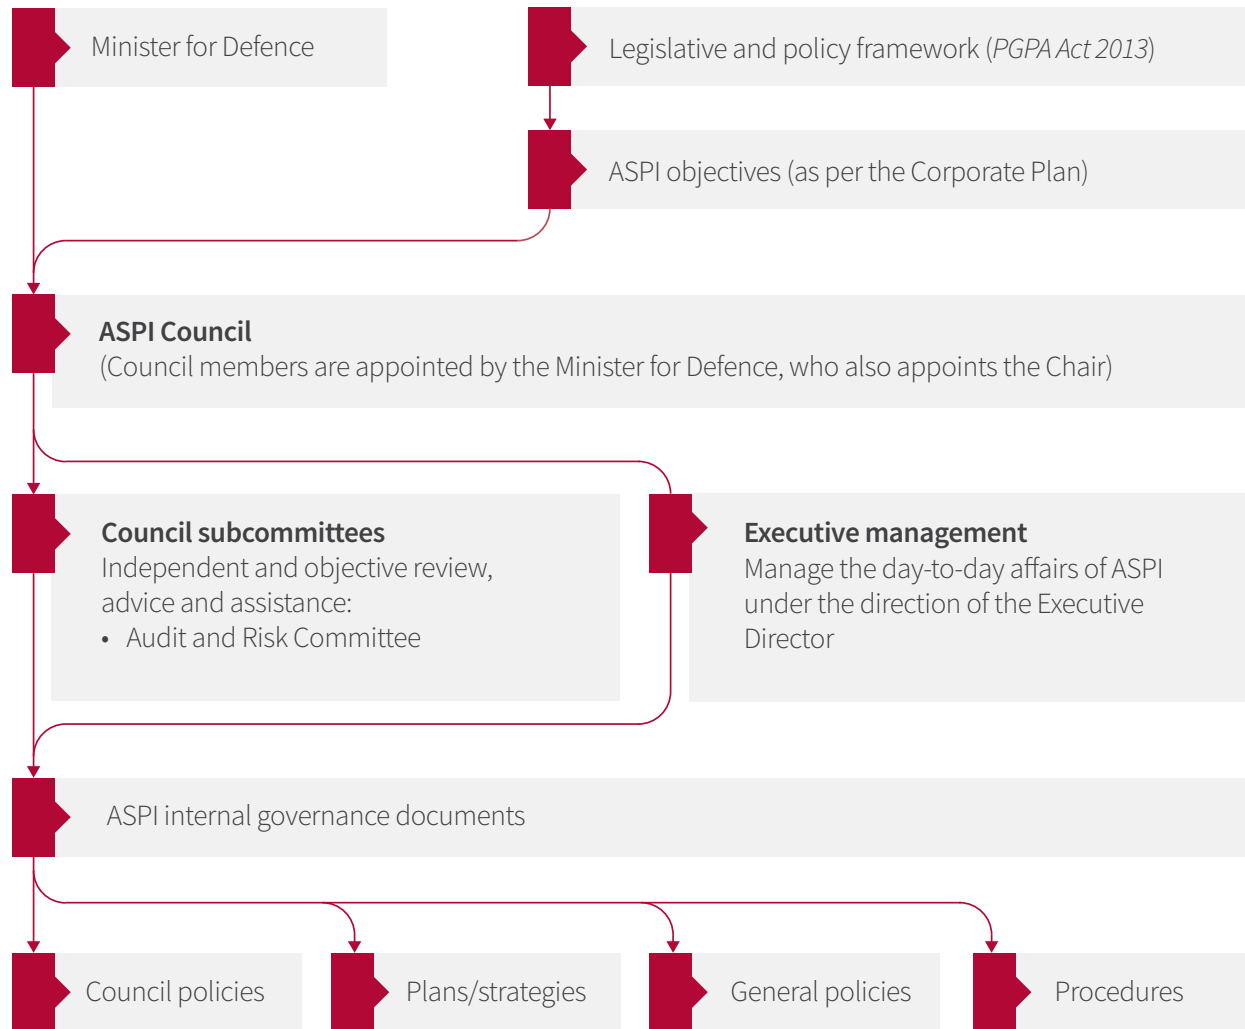 Minister for Defence
Legislative and policy framework (PGPA Act 2013)
ASPI objectives (as per the Corporate Plan)
ASPI Council
(Council members are appointed by the Minister for Defence, who also appoints the Chair)
Council subcommittees
Independent and objective review,
advice and assistance:
• Audit and Risk Committee
Executive management
Manage the day-to-day affairs of ASPI
under the direction of the Executive
Director
ASPI internal governance documents
Council policies
Plans/strategies
General policies
Procedures